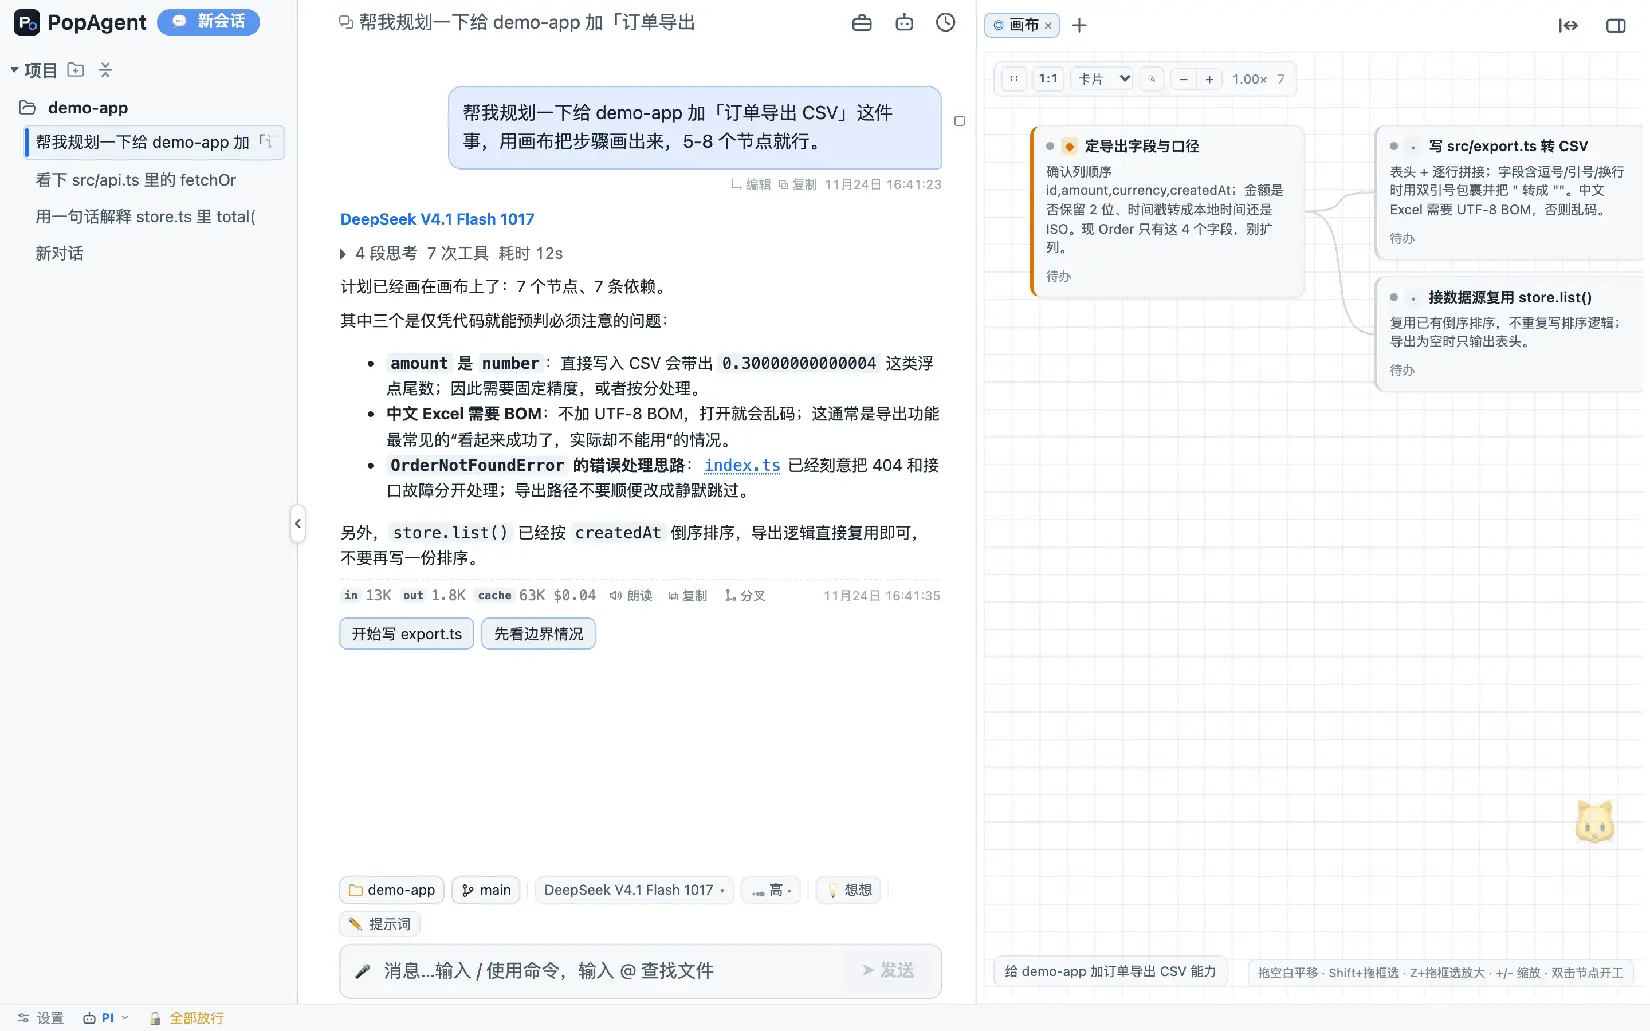 PopAgent
新会话
项目
demo-app
帮我规划一下给 demo-app 加「订
看下 src/api.ts 里的 fetchOr
用一句话解释 store.ts 里 total(
新对话
设置
PI
全部放行
帮我规划一下给 demo-app 加「订单导出
帮我规划一下给 demo-app 加「订单导出 CSV」这件
事，用画布把步骤画出来，5-8 个节点就行。
编辑 复制 11月24日 16:41:23
DeepSeek V4.1 Flash 1017
4 段思考 7 次工具 耗时 12s
计划已经画在画布上了：7 个节点、7 条依赖。
其中三个是仅凭代码就能预判必须注意的问题：
• amount 是 number：直接写入 CSV 会带出 0.30000000000004 这类浮
点尾数；因此需要固定精度，或者按分处理。
• 中文 Excel 需要 BOM：不加 UTF-8 BOM，打开就会乱码；这通常是导出功能
最常见的“看起来成功了，实际却不能用”的情况。
• OrderNotFoundError 的错误处理思路：index.ts 已经刻意把 404 和接
口故障分开处理；导出路径不要顺便改成静默跳过。
另外，store.list() 已经按 createdAt 倒序排序，导出逻辑直接复用即可，
不要再写一份排序。
in 13K out 1.8K cache 63K $0.04 朗读 复制 分叉 11月24日 16:41:35
开始写 export.ts 先看边界情况
demo-app main DeepSeek V4.1 Flash 1017 高 想想
提示词
消息...输入 / 使用命令，输入 @ 查找文件 发送
画布 ×
1:1 卡片 − + 1.00× 7
定导出字段与口径
确认列顺序
id,amount,currency,createdAt；金额是
否保留 2 位、时间戳转成本地时间还是
ISO。现 Order 只有这 4 个字段，别扩
列。
待办
写 src/export.ts 转 CSV
表头 + 逐行拼接；字段含逗号/引号/换行
时用双引号包裹并把 " 转成 ""。中文
Excel 需要 UTF-8 BOM，否则乱码。
待办
接数据源复用 store.list()
复用已有倒序排序，不重复写排序逻辑；
导出为空时只输出表头。
待办
给 demo-app 加订单导出 CSV 能力
拖空白平移 · Shift+拖框选 · Z+拖框选放大 · +/− 缩放 · 双击节点开工